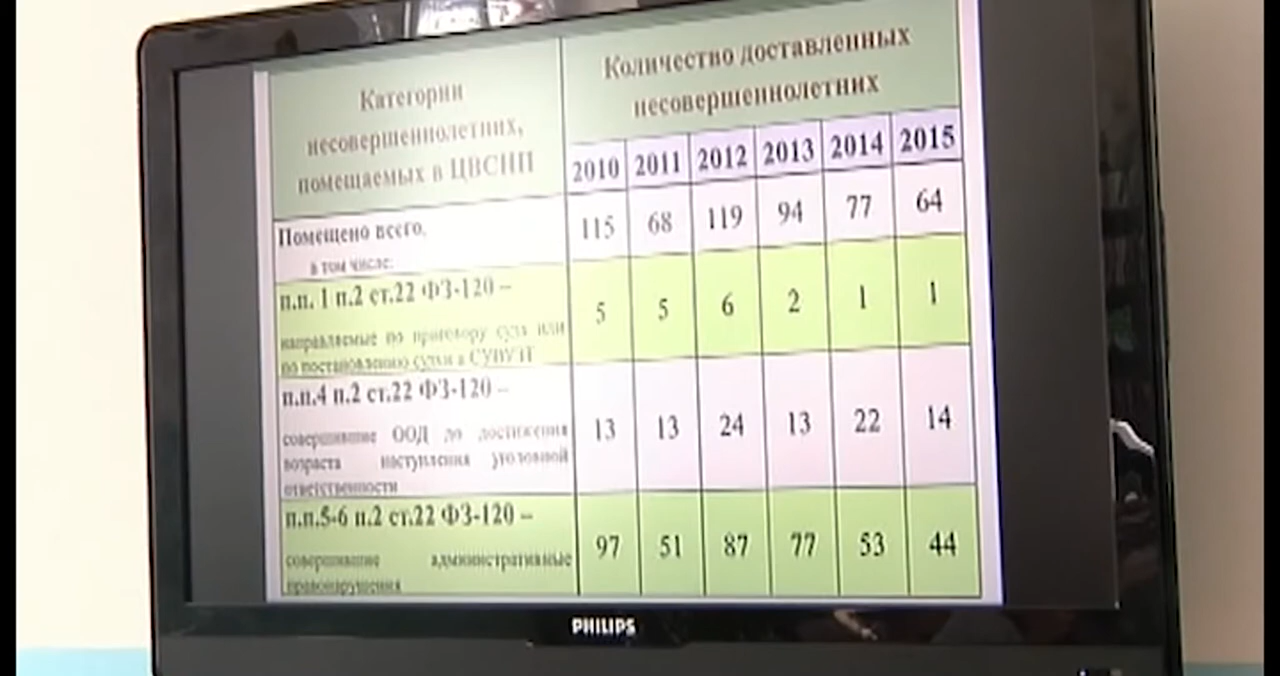 Категории
несовершеннолетних,
помещаемых в ЦВСНП
Количество доставленных
несовершеннолетних
2010 2011 2012 2013 2014 2015
Помещено всего, 115 68 119 94 77 64
в том числе:
п.п. 1 п.2 ст.22 ФЗ-120 – 5 5 6 2 1 1
направляемые по приговору суда или
по постановлению судьи в СУВУЗТ
п.п.4 п.2 ст.22 ФЗ-120 – 13 13 24 13 22 14
совершившие ООД до достижения
возраста наступления уголовной
ответственности
п.п.5-6 п.2 ст.22 ФЗ-120 – 97 51 87 77 53 44
совершившие административные
правонарушения
PHILIPS